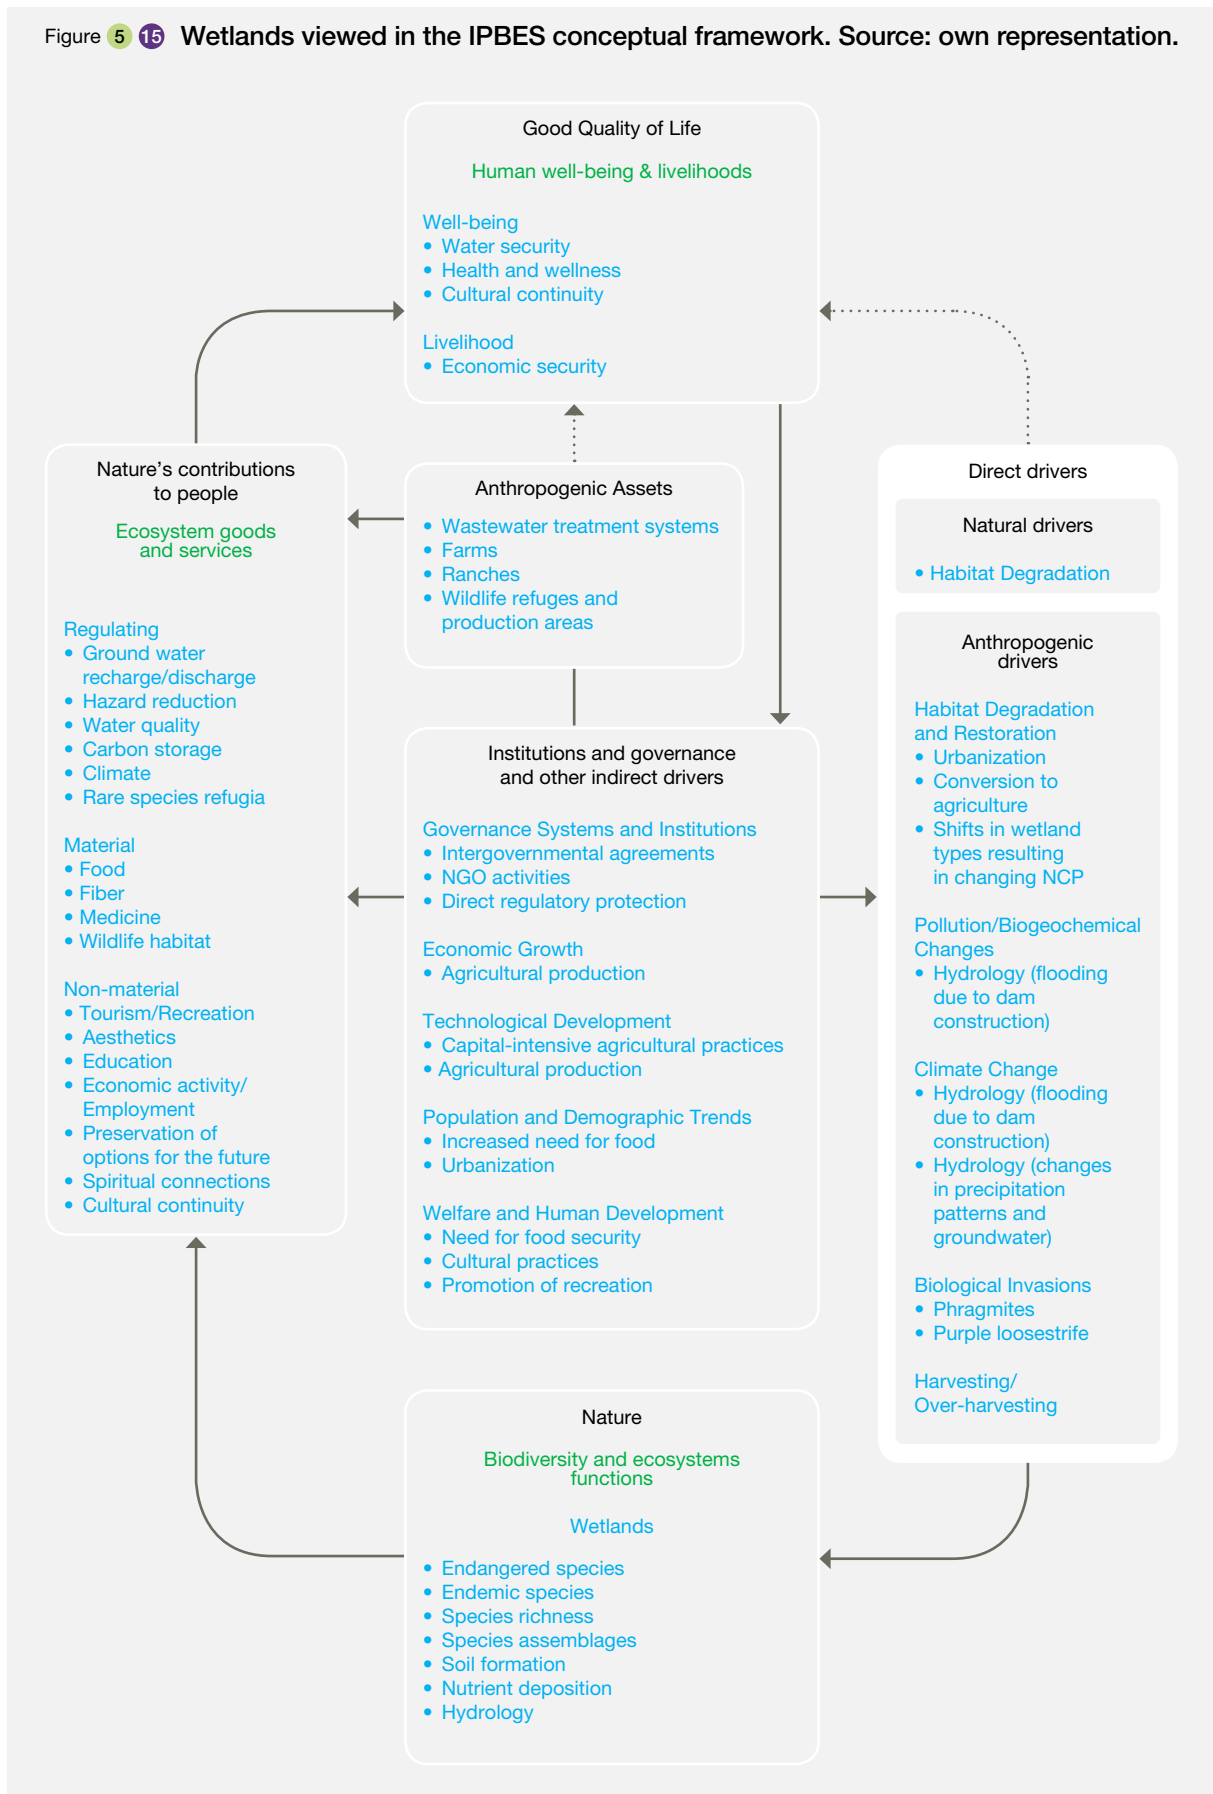 Figure 5 15 Wetlands viewed in the IPBES conceptual framework. Source: own representation.
Good Quality of Life
Human well-being & livelihoods
Well-being
• Water security
• Health and wellness
• Cultural continuity
Livelihood
• Economic security
Nature's contributions
to people
Ecosystem goods
and services
Regulating
• Ground water
recharge/discharge
• Hazard reduction
• Water quality
• Carbon storage
• Climate
• Rare species refugia
Material
• Food
• Fiber
• Medicine
• Wildlife habitat
Non-material
• Tourism/Recreation
• Aesthetics
• Education
• Economic activity/
Employment
• Preservation of
options for the future
• Spiritual connections
• Cultural continuity
Anthropogenic Assets
• Wastewater treatment systems
• Farms
• Ranches
• Wildlife refuges and
production areas
Institutions and governance
and other indirect drivers
Governance Systems and Institutions
• Intergovernmental agreements
• NGO activities
• Direct regulatory protection
Economic Growth
• Agricultural production
Technological Development
• Capital-intensive agricultural practices
• Agricultural production
Population and Demographic Trends
• Increased need for food
• Urbanization
Welfare and Human Development
• Need for food security
• Cultural practices
• Promotion of recreation
Direct drivers
Natural drivers
• Habitat Degradation
Anthropogenic
drivers
Habitat Degradation
and Restoration
• Urbanization
• Conversion to
agriculture
• Shifts in wetland
types resulting
in changing NCP
Pollution/Biogeochemical
Changes
• Hydrology (flooding
due to dam
construction)
Climate Change
• Hydrology (flooding
due to dam
construction)
• Hydrology (changes
in precipitation
patterns and
groundwater)
Biological Invasions
• Phragmites
• Purple loosestrife
Harvesting/
Over-harvesting
Nature
Biodiversity and ecosystems
functions
Wetlands
• Endangered species
• Endemic species
• Species richness
• Species assemblages
• Soil formation
• Nutrient deposition
• Hydrology